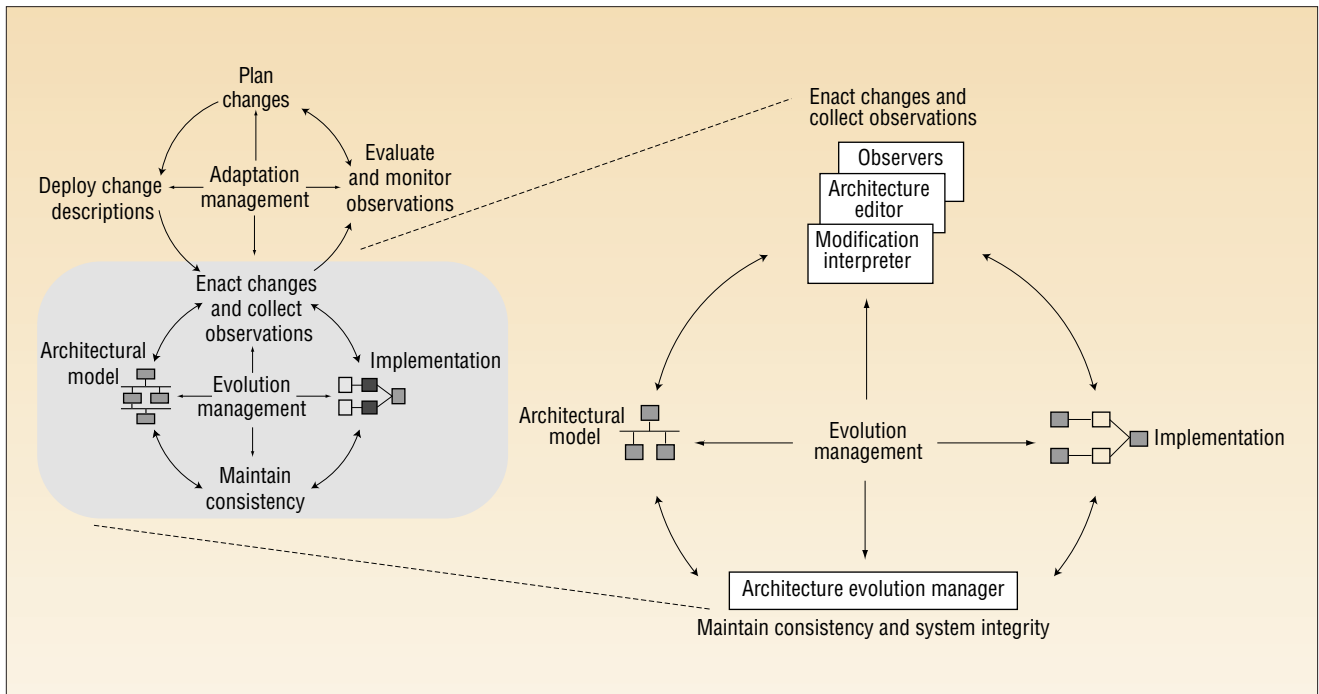 Plan
changes
Evaluate
and monitor
observations
Adaptation
management
Deploy change
descriptions
Enact changes
and collect
observations
Architectural
model
Implementation
Evolution
management
Maintain
consistency
Enact changes and
collect observations
Observers
Architecture
editor
Modification
interpreter
Architectural
model
Evolution
management
Implementation
Architecture evolution manager
Maintain consistency and system integrity